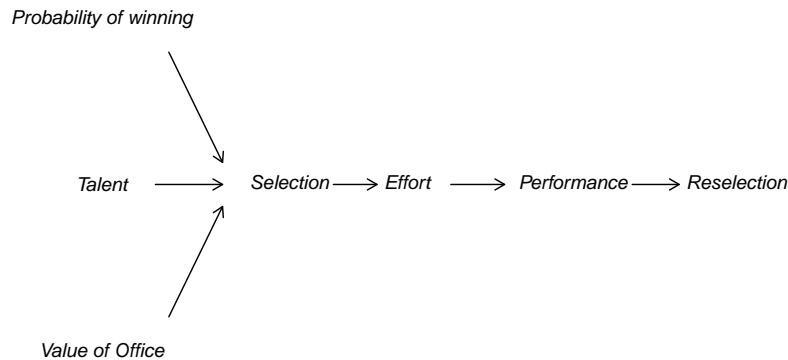 Probability of winning
Talent
Selection
Effort
Performance
Reselection
Value of Office